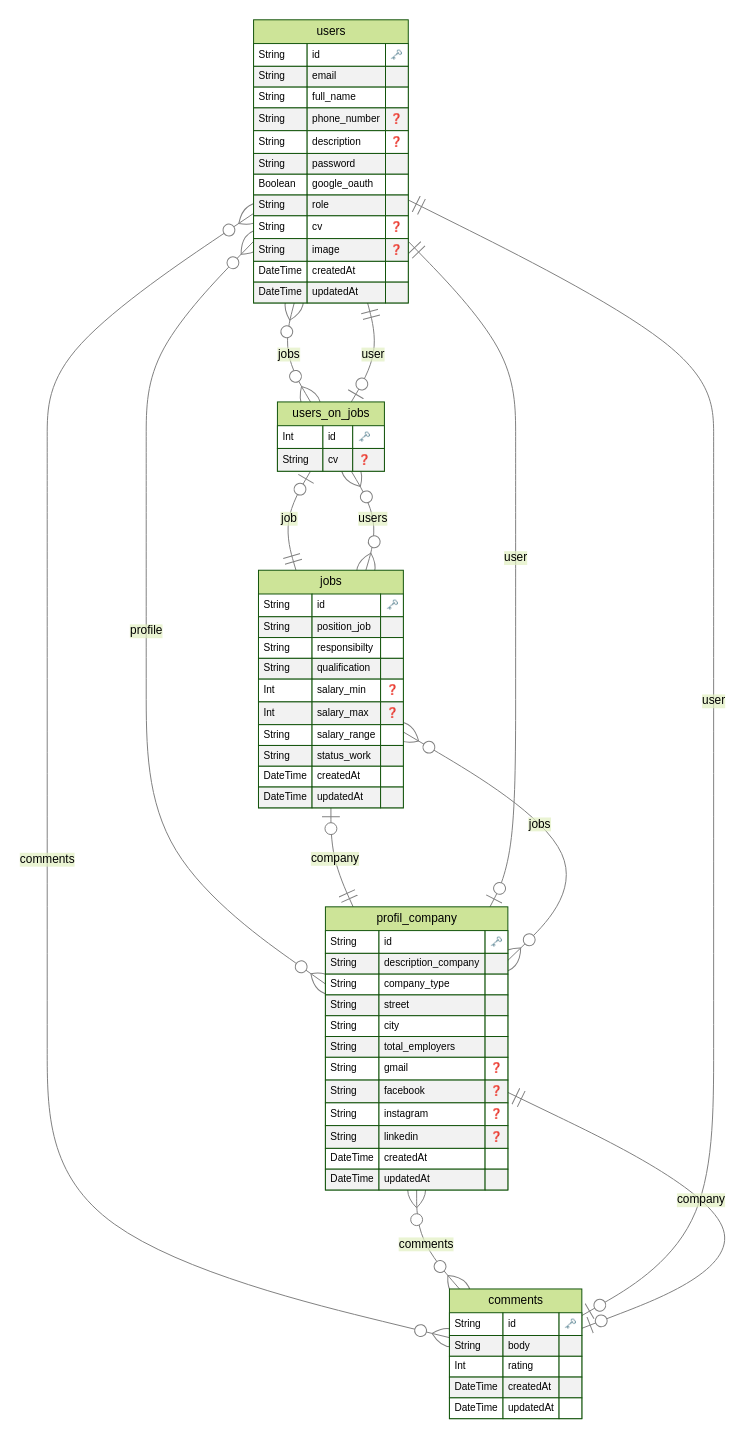 users
String id 🗝️
String email
String full_name
String phone_number ❓
String description ❓
String password
Boolean google_oauth
String role
String cv ❓
String image ❓
DateTime createdAt
DateTime updatedAt
jobs user
users_on_jobs
Int id 🗝️
String cv ❓
job users
user
jobs
String id 🗝️
String position_job
String responsibilty
String qualification
Int salary_min ❓
Int salary_max ❓
String salary_range
String status_work
DateTime createdAt
DateTime updatedAt
profile
user
jobs
comments
company
profil_company
String id 🗝️
String description_company
String company_type
String street
String city
String total_employers
String gmail ❓
String facebook ❓
String instagram ❓
String linkedin ❓
DateTime createdAt
DateTime updatedAt
company
comments
comments
String id 🗝️
String body
Int rating
DateTime createdAt
DateTime updatedAt